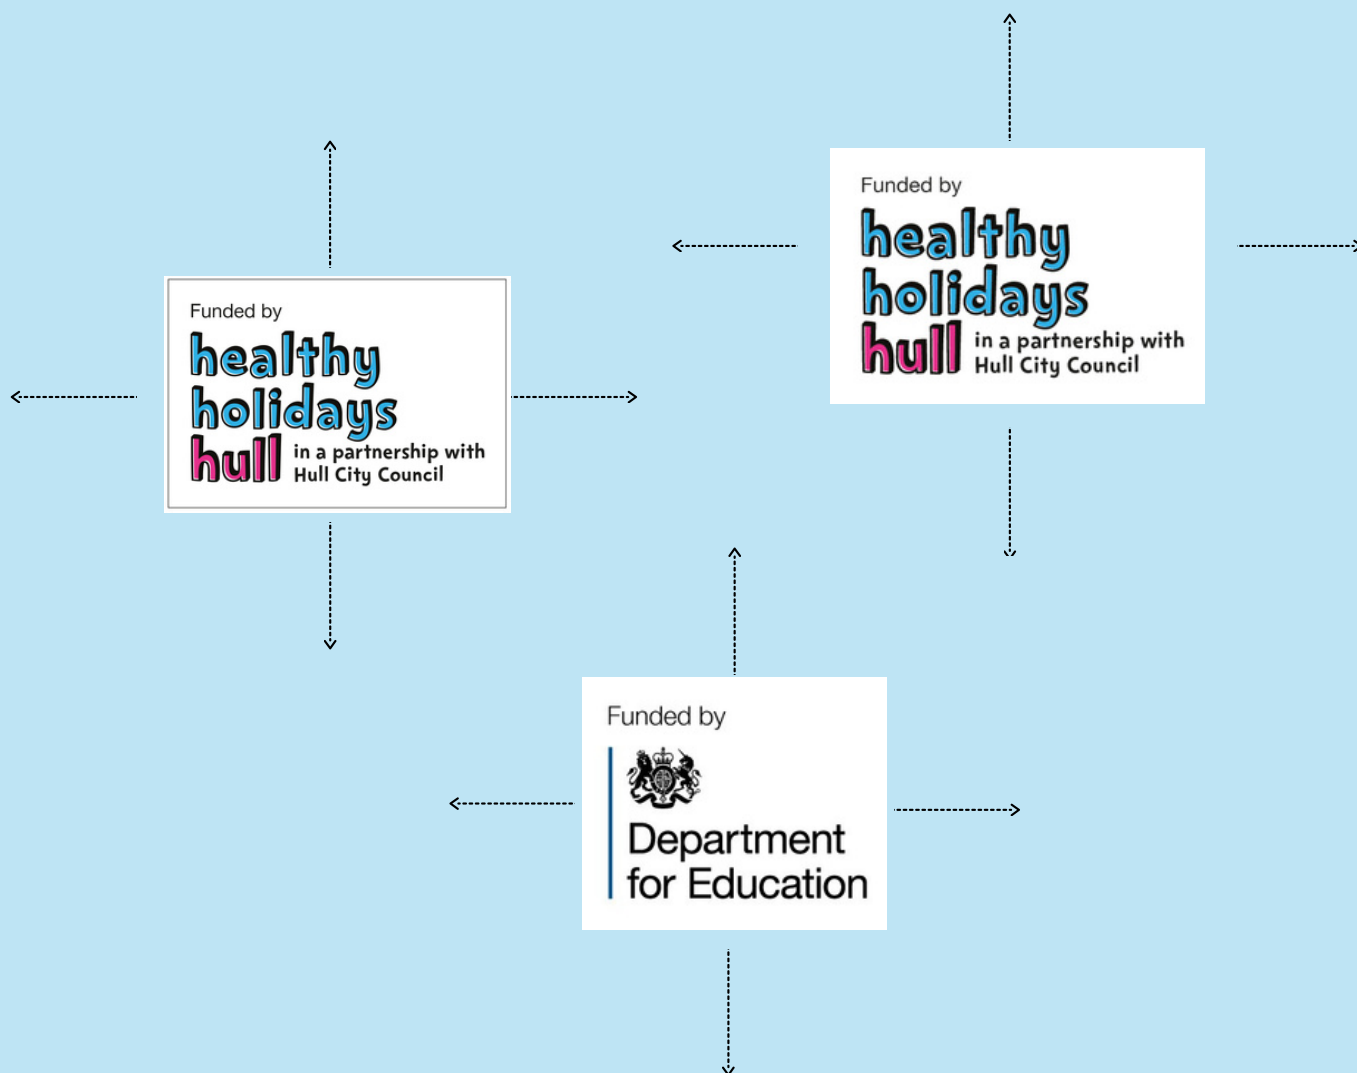 Funded by
healthy
holidays
hull in a partnership with
Hull City Council
Funded by
healthy
holidays
hull in a partnership with
Hull City Council
Funded by
Department
for Education